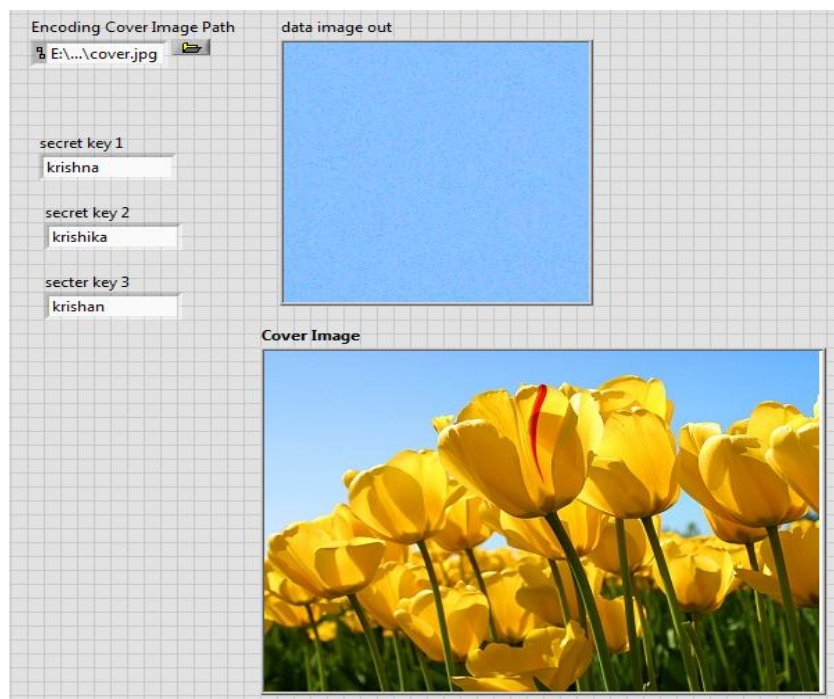 Encoding Cover Image Path
E:\...\cover.jpg
data image out
secret key 1
krishna
secret key 2
krishika
secter key 3
krishan
Cover Image